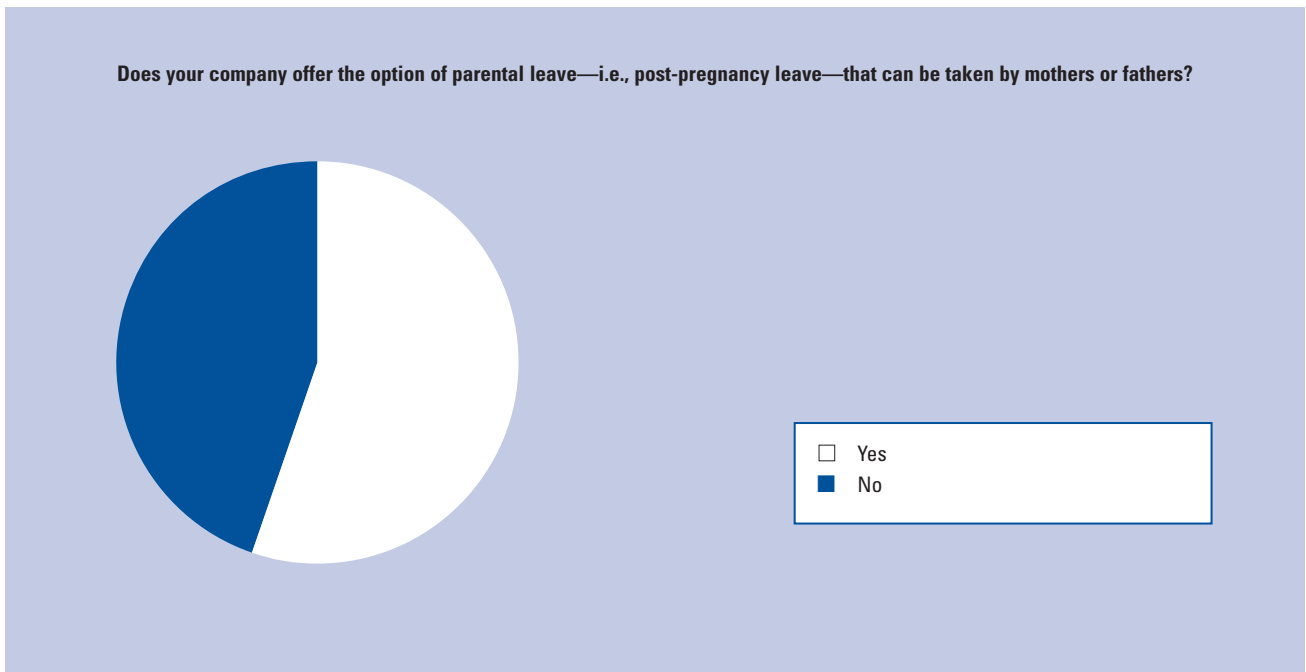 Does your company offer the option of parental leave—i.e., post-pregnancy leave—that can be taken by mothers or fathers?
Yes
No